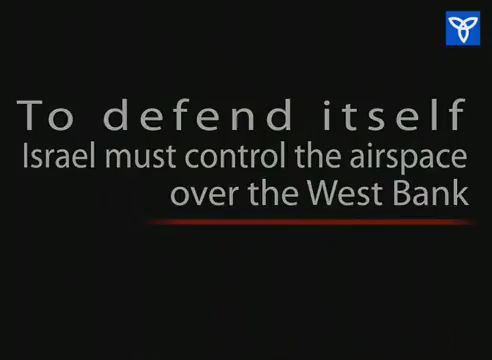 To defend itself
Israel must control the airspace
over the West Bank